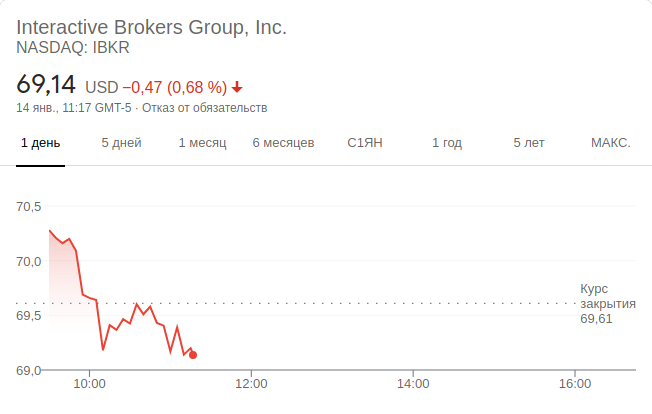 Interactive Brokers Group, Inc.
NASDAQ: IBKR
69,14 USD −0,47 (0,68 %)
14 янв., 11:17 GMT-5 · Отказ от обязательств
1 день 5 дней 1 месяц 6 месяцев С1ЯН 1 год 5 лет МАКС.
70,5
70,0
Курс
закрытия
69,61
69,5
69,0
10:00 12:00 14:00 16:00